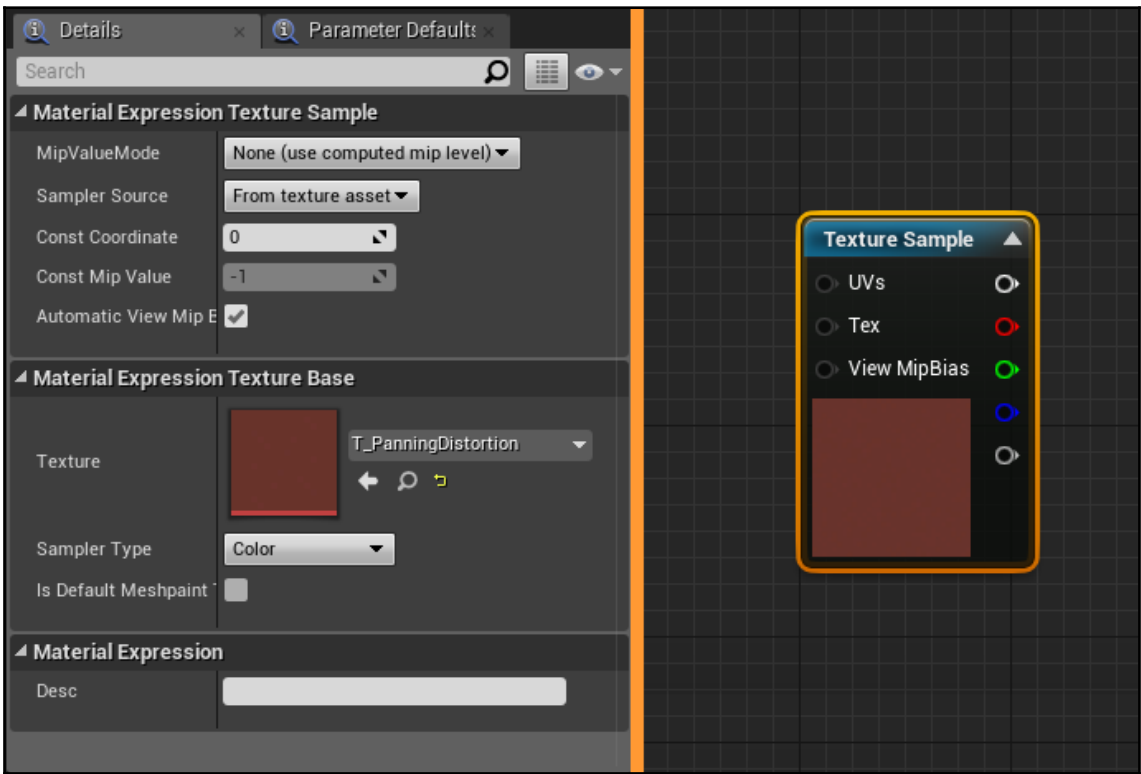 Details
Parameter Defaults
Search
Material Expression Texture Sample
MipValueMode
None (use computed mip level)
Sampler Source
From texture asset
Const Coordinate
0
Const Mip Value
-1
Automatic View Mip B
Material Expression Texture Base
Texture
T_PanningDistortion
Sampler Type
Color
Is Default Meshpaint
Material Expression
Desc
Texture Sample
UVs
Tex
View MipBias